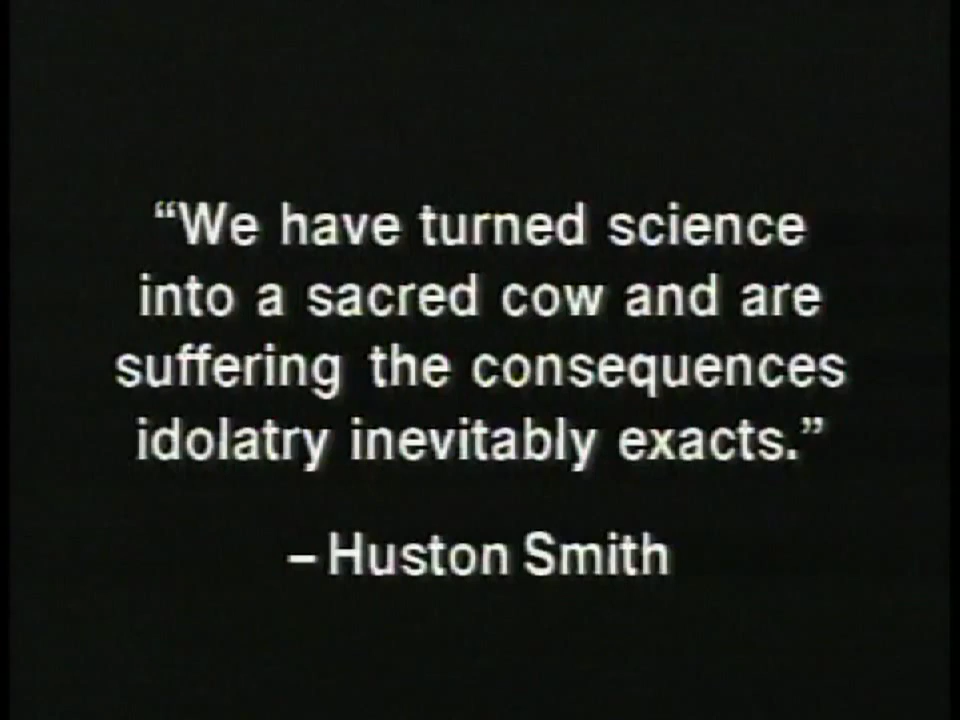 “We have turned science
into a sacred cow and are
suffering the consequences
idolatry inevitably exacts.”
– Huston Smith